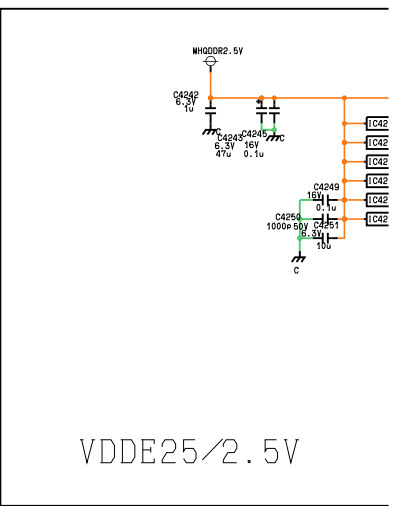 MHQDDR2.5V
C4242
6.3V
1u
C
C4243
6.3V
47u
C4245
16V
0.1u
C
IC42
IC42
IC42
IC42
IC42
IC42
C4249
16V
0.1u
C4250
1000p 50V
C4251
6.3V
10u
C
VDDE25/2.5V